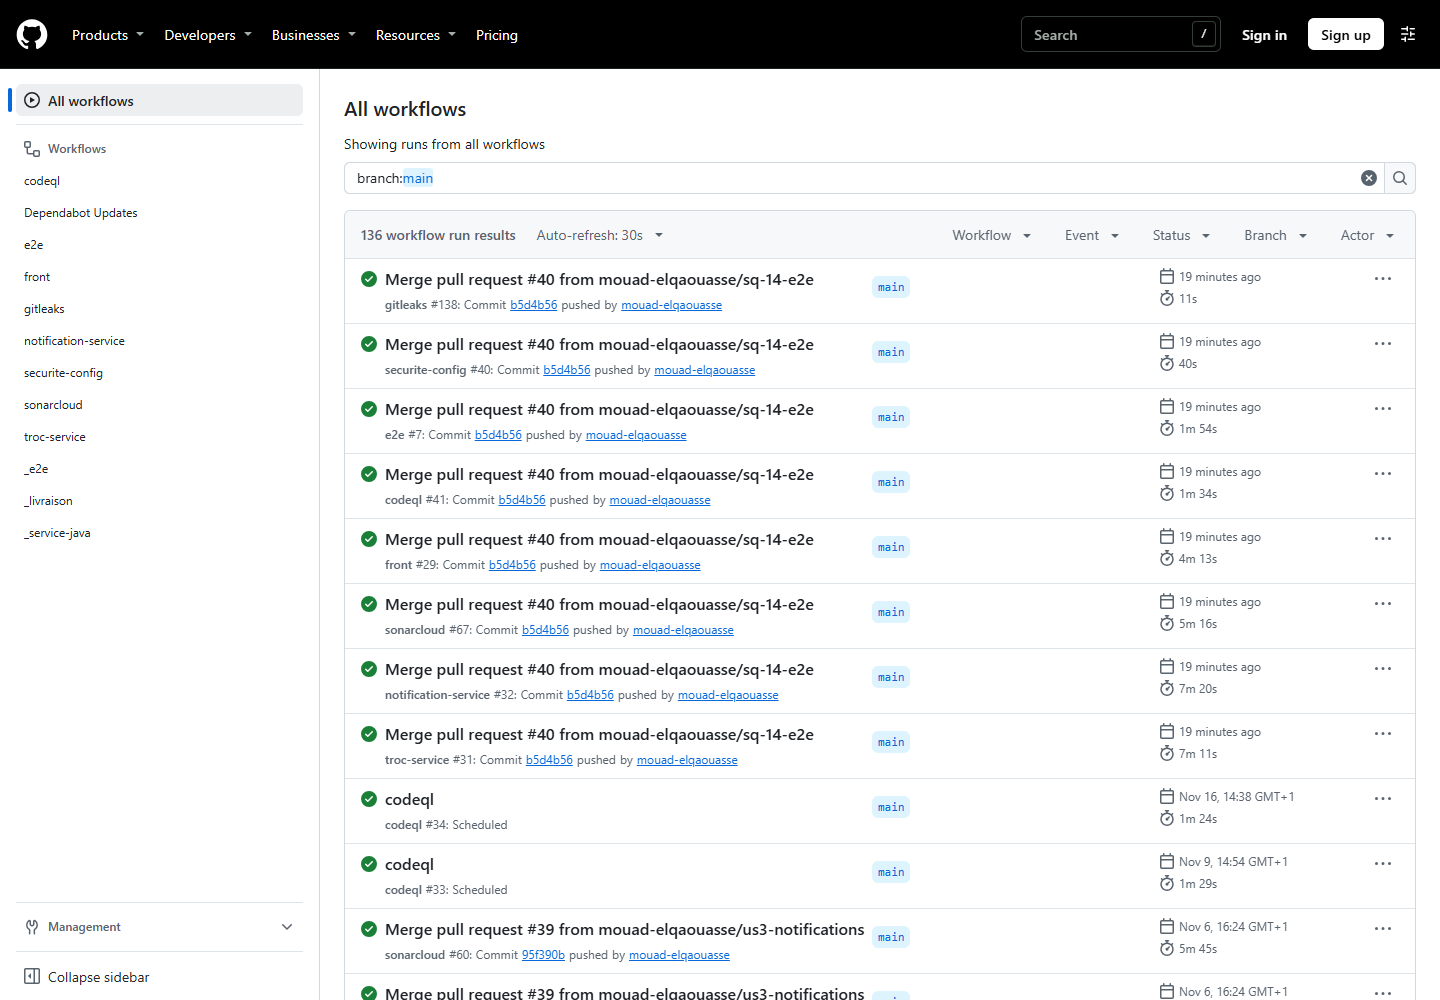 Products
Developers
Businesses
Resources
Pricing
Search
/
Sign in
Sign up
All workflows
Workflows
codeql
Dependabot Updates
e2e
front
gitleaks
notification-service
securite-config
sonarcloud
troc-service
_e2e
_livraison
_service-java
Management
Collapse sidebar
All workflows
Showing runs from all workflows
branch:main
136 workflow run results
Auto-refresh: 30s
Workflow
Event
Status
Branch
Actor
Merge pull request #40 from mouad-elqaouasse/sq-14-e2e
gitleaks #138: Commit b5d4b56 pushed by mouad-elqaouasse
main
19 minutes ago
11s
Merge pull request #40 from mouad-elqaouasse/sq-14-e2e
securite-config #40: Commit b5d4b56 pushed by mouad-elqaouasse
main
19 minutes ago
40s
Merge pull request #40 from mouad-elqaouasse/sq-14-e2e
e2e #7: Commit b5d4b56 pushed by mouad-elqaouasse
main
19 minutes ago
1m 54s
Merge pull request #40 from mouad-elqaouasse/sq-14-e2e
codeql #41: Commit b5d4b56 pushed by mouad-elqaouasse
main
19 minutes ago
1m 34s
Merge pull request #40 from mouad-elqaouasse/sq-14-e2e
front #29: Commit b5d4b56 pushed by mouad-elqaouasse
main
19 minutes ago
4m 13s
Merge pull request #40 from mouad-elqaouasse/sq-14-e2e
sonarcloud #67: Commit b5d4b56 pushed by mouad-elqaouasse
main
19 minutes ago
5m 16s
Merge pull request #40 from mouad-elqaouasse/sq-14-e2e
notification-service #32: Commit b5d4b56 pushed by mouad-elqaouasse
main
19 minutes ago
7m 20s
Merge pull request #40 from mouad-elqaouasse/sq-14-e2e
troc-service #31: Commit b5d4b56 pushed by mouad-elqaouasse
main
19 minutes ago
7m 11s
codeql
codeql #34: Scheduled
main
Nov 16, 14:38 GMT+1
1m 24s
codeql
codeql #33: Scheduled
main
Nov 9, 14:54 GMT+1
1m 29s
Merge pull request #39 from mouad-elqaouasse/us3-notifications
sonarcloud #60: Commit 95f390b pushed by mouad-elqaouasse
main
Nov 6, 16:24 GMT+1
5m 45s
Merge pull request #39 from mouad-elqaouasse/us3-notifications
main
Nov 6, 16:24 GMT+1